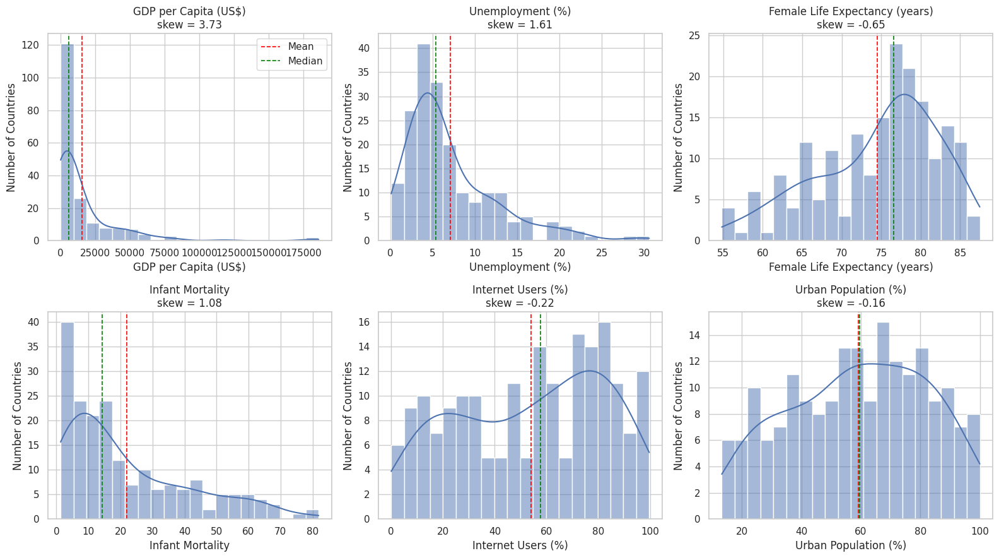 GDP per Capita (US$)
skew = 3.73
Number of Countries
120
100
80
60
40
20
0
Mean
Median
0 25000 50000 75000 100000 125000 150000 175000
GDP per Capita (US$)
Unemployment (%)
skew = 1.61
Number of Countries
40
35
30
25
20
15
10
5
0
0 5 10 15 20 25 30
Unemployment (%)
Female Life Expectancy (years)
skew = -0.65
Number of Countries
25
20
15
10
5
0
55 60 65 70 75 80 85
Female Life Expectancy (years)
Infant Mortality
skew = 1.08
Number of Countries
40
35
30
25
20
15
10
5
0
0 10 20 30 40 50 60 70 80
Infant Mortality
Internet Users (%)
skew = -0.22
Number of Countries
16
14
12
10
8
6
4
2
0
0 20 40 60 80 100
Internet Users (%)
Urban Population (%)
skew = -0.16
Number of Countries
14
12
10
8
6
4
2
0
20 40 60 80 100
Urban Population (%)